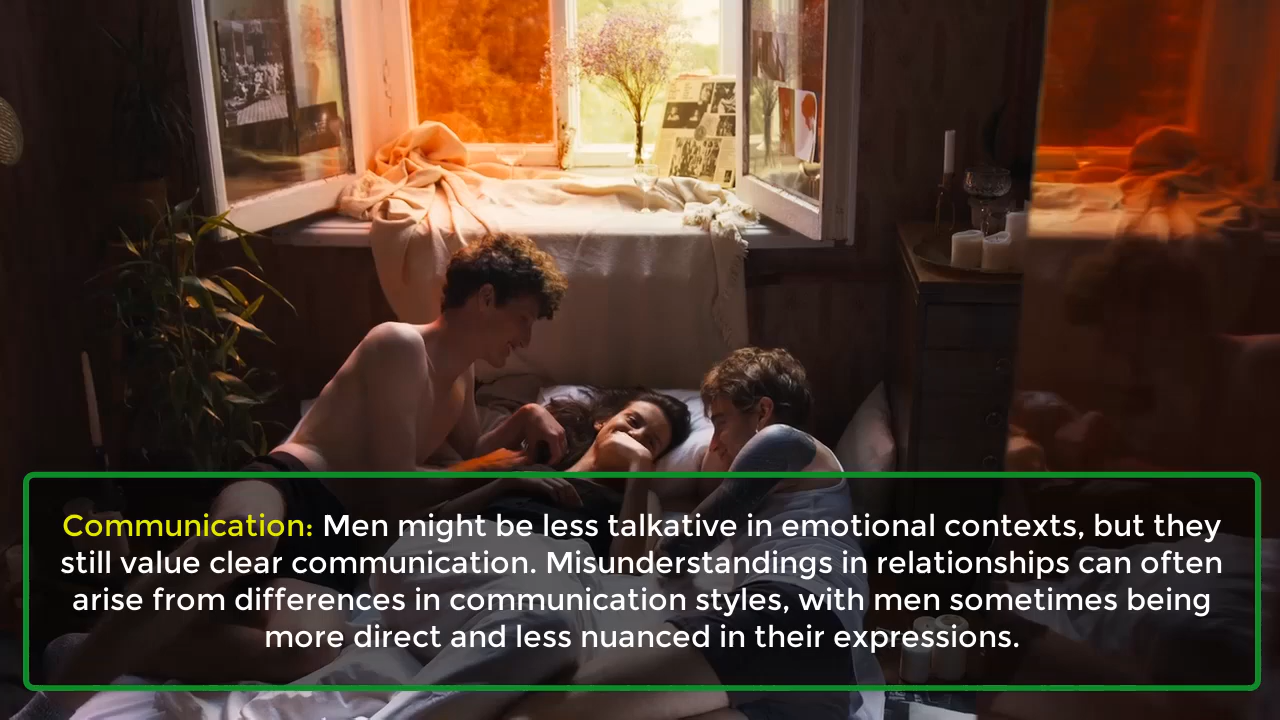 Communication: Men might be less talkative in emotional contexts, but they
still value clear communication. Misunderstandings in relationships can often
arise from differences in communication styles, with men sometimes being
more direct and less nuanced in their expressions.